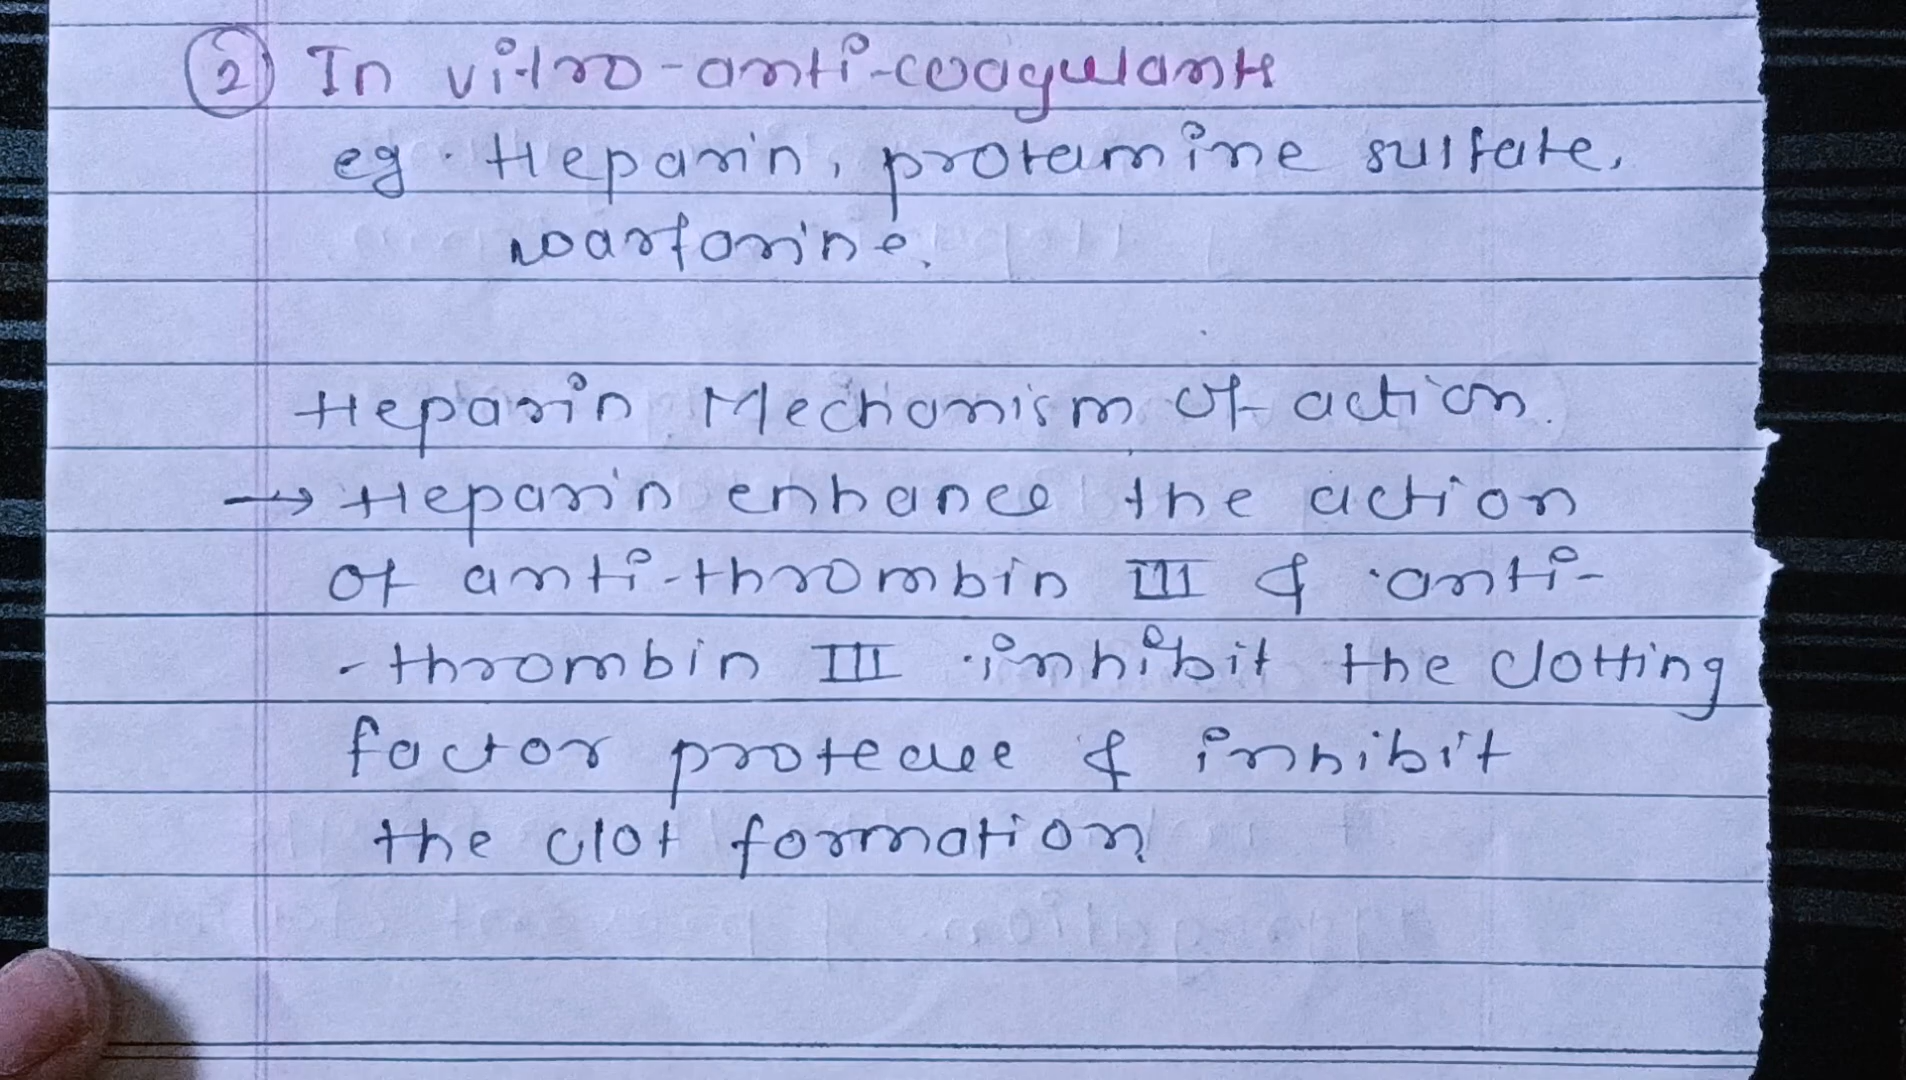 2 In vitro-anti-coagulants
eg. Heparin, protamine sulfate,
warfarine.
Heparin Mechanism of action.
→ Heparin enhance the action
of anti-thrombin III & anti-
-thrombin III inhibit the clotting
factor protease & inhibit
the clot formation